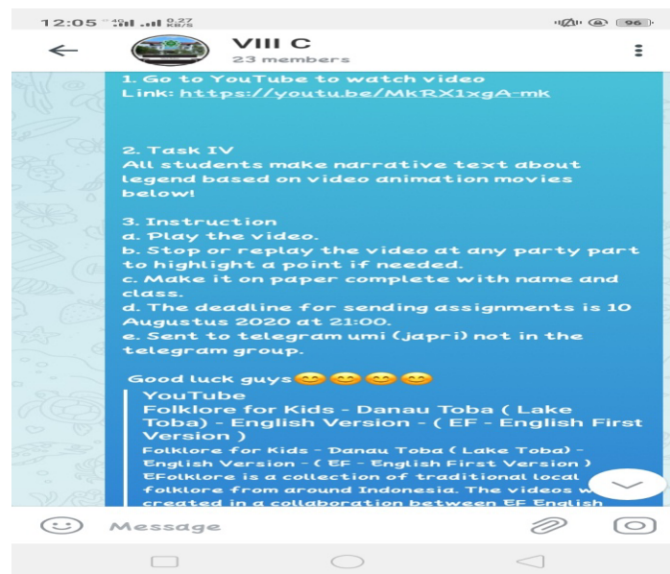 12:05
0.27
KB/S
96
VIII C
23 members
1. Go to YouTube to watch video
Link: https://youtu.be/MkRX1xgA-mk
2. Task IV
All students make narrative text about
legend based on video animation movies
below!
3. Instruction
a. Play the video.
b. Stop or replay the video at any party part
to highlight a point if needed.
c. Make it on paper complete with name and
class.
d. The deadline for sending assignments is 10
Augustus 2020 at 21:00.
e. Sent to telegram umi (japri) not in the
telegram group.
Good luck guys😊😊😊😊
YouTube
Folklore for Kids - Danau Toba ( Lake
Toba) - English Version - ( EF - English First
Version )
Folklore for Kids - Danau Toba ( Lake Toba) -
English Version - ( EF - English First Version )
EFolklore is a collection of traditional local
folklore from around Indonesia. The videos w
created in a collaboration between EF English
Message